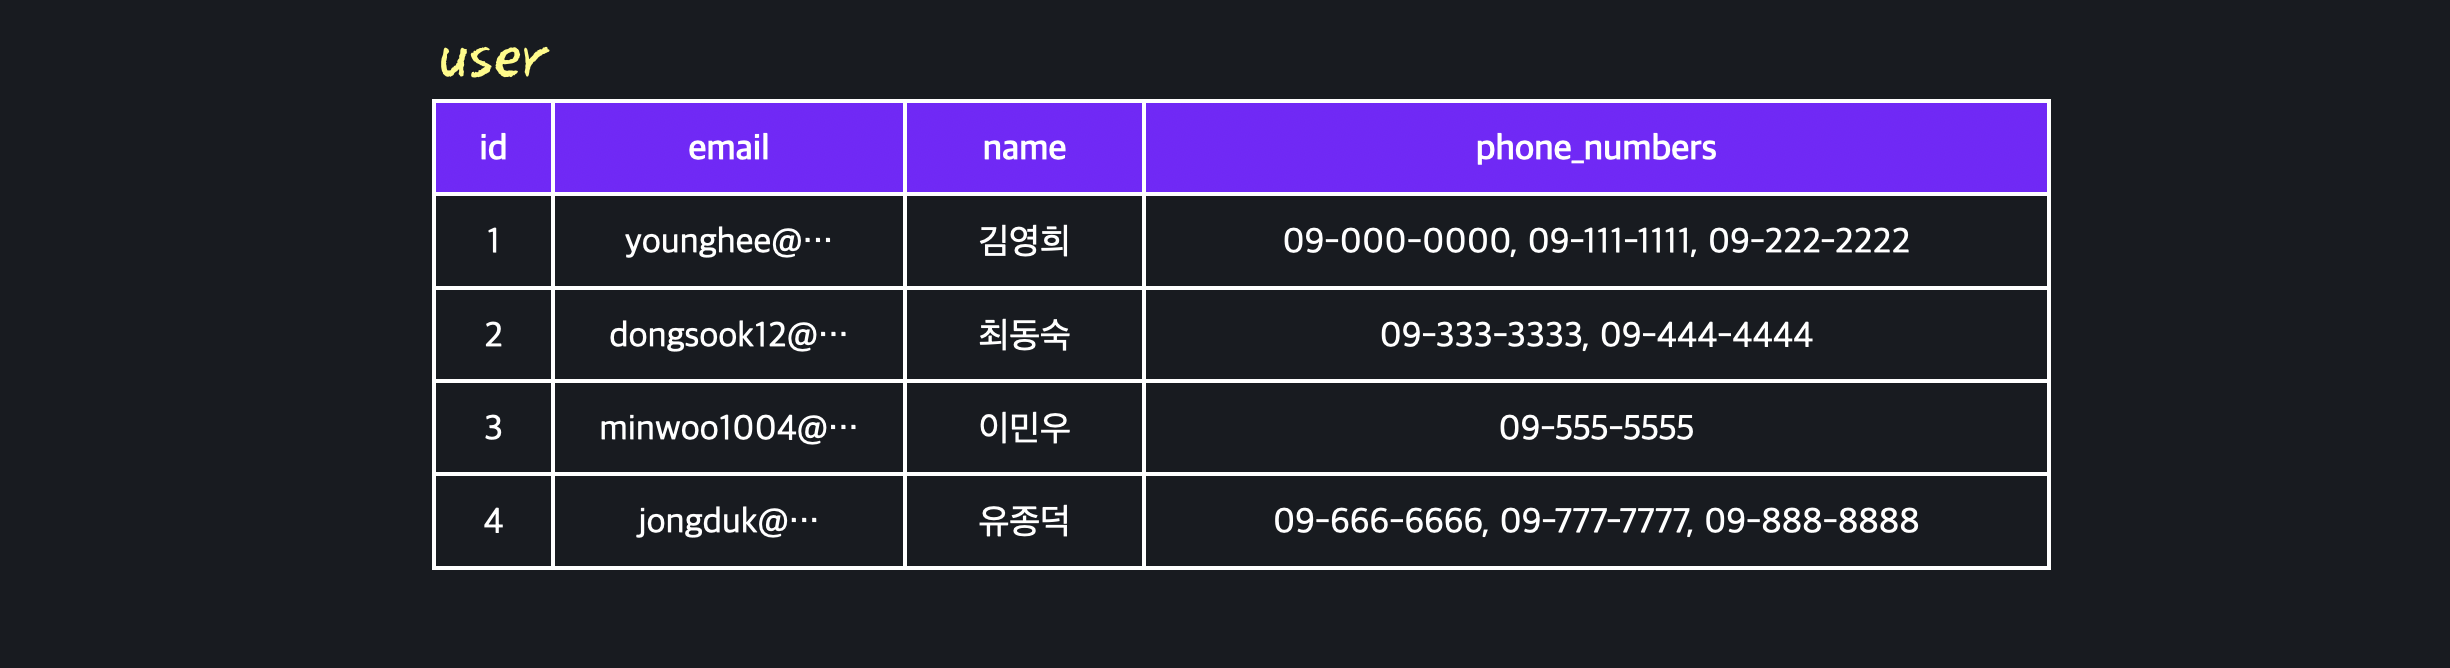 user
id email name phone_numbers
1 younghee@··· 김영희 09-000-0000, 09-111-1111, 09-222-2222
2 dongsook12@··· 최동숙 09-333-3333, 09-444-4444
3 minwoo1004@··· 이민우 09-555-5555
4 jongduk@··· 유종덕 09-666-6666, 09-777-7777, 09-888-8888